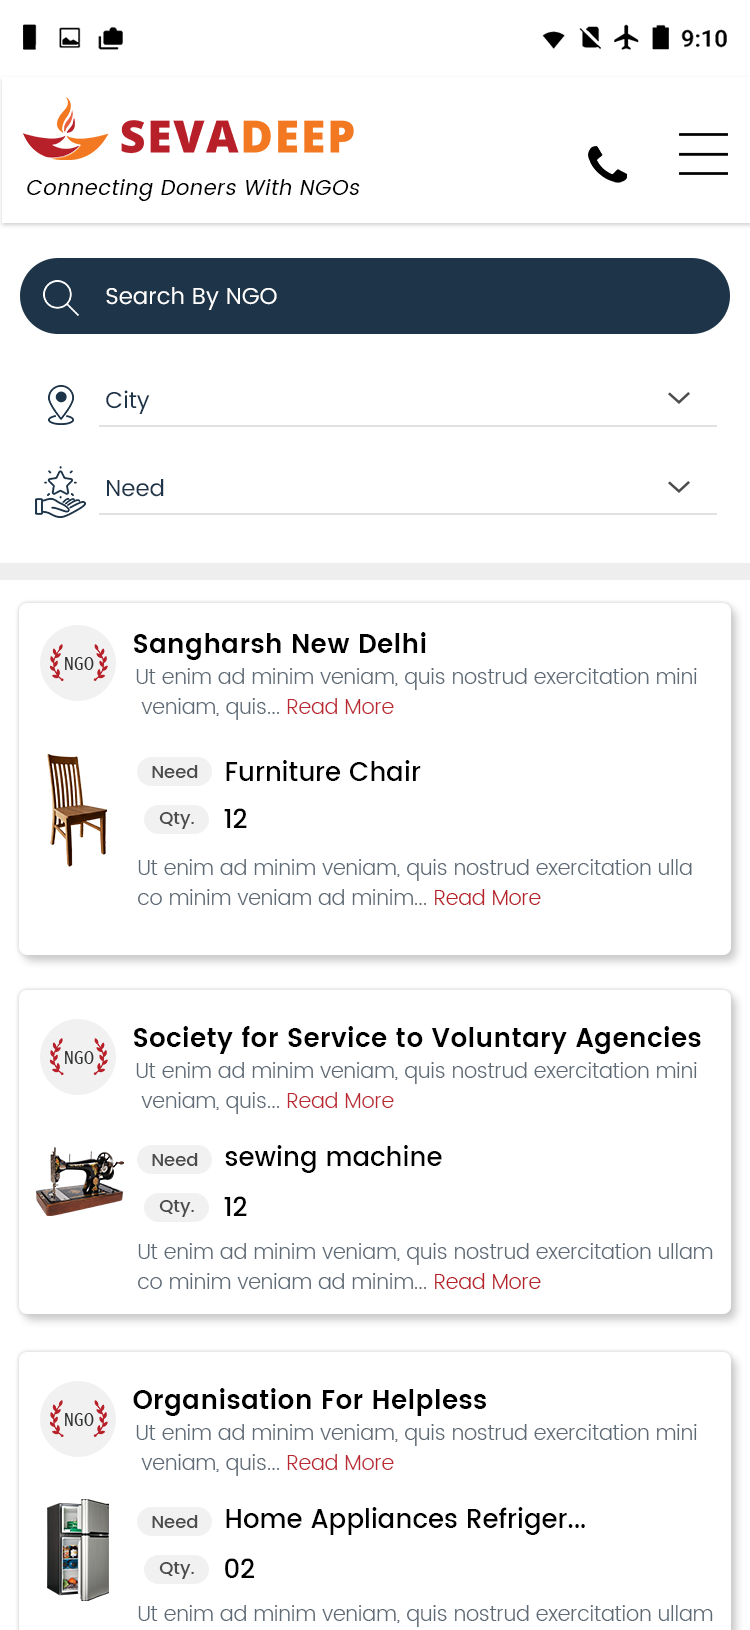 9:10
SEVADEEP
Connecting Doners With NGOs
Search By NGO
City
Need
NGO
Sangharsh New Delhi
Ut enim ad minim veniam, quis nostrud exercitation mini
veniam, quis... Read More
Need Furniture Chair
Qty. 12
Ut enim ad minim veniam, quis nostrud exercitation ulla
co minim veniam ad minim... Read More
NGO
Society for Service to Voluntary Agencies
Ut enim ad minim veniam, quis nostrud exercitation mini
veniam, quis... Read More
Need sewing machine
Qty. 12
Ut enim ad minim veniam, quis nostrud exercitation ullam
co minim veniam ad minim... Read More
NGO
Organisation For Helpless
Ut enim ad minim veniam, quis nostrud exercitation mini
veniam, quis... Read More
Need Home Appliances Refriger...
Qty. 02
Ut enim ad minim veniam, quis nostrud exercitation ullam